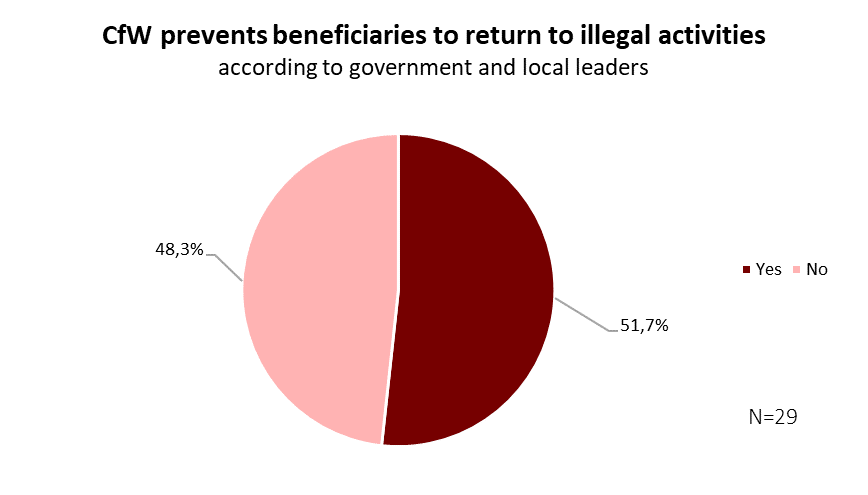 CfW prevents beneficiaries to return to illegal activities
according to government and local leaders
48,3%
Yes No
51,7%
N=29